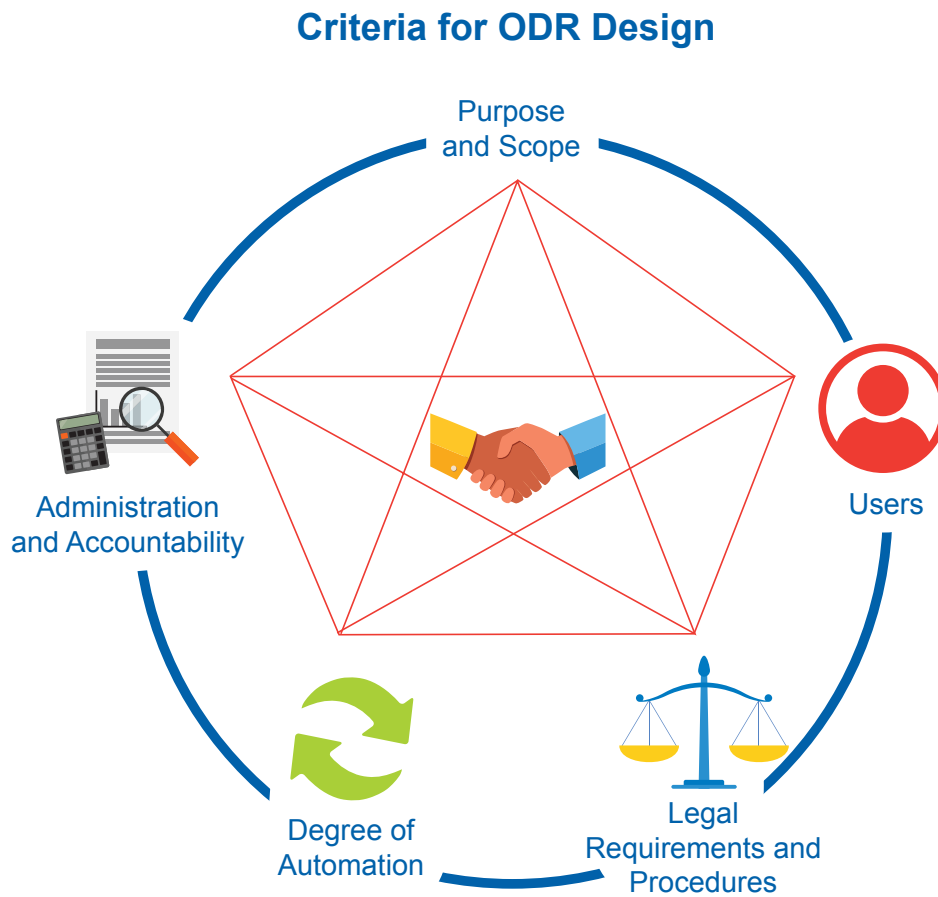 Criteria for ODR Design
Purpose
and Scope
Users
Legal
Requirements and
Procedures
Degree of
Automation
Administration
and Accountability